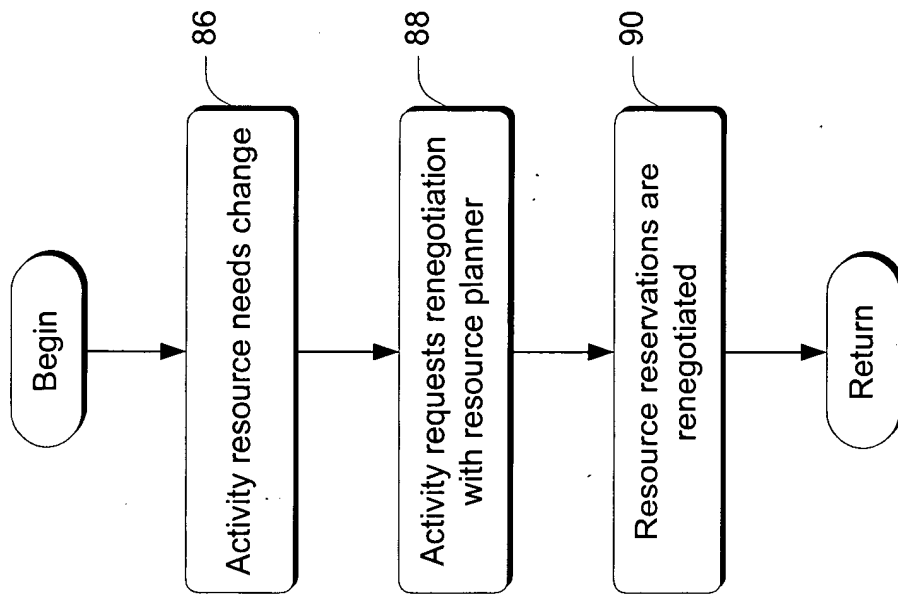 Begin
Activity resource needs change
86
Activity requests renegotiation
with resource planner
88
Resource reservations are
renegotiated
90
Return